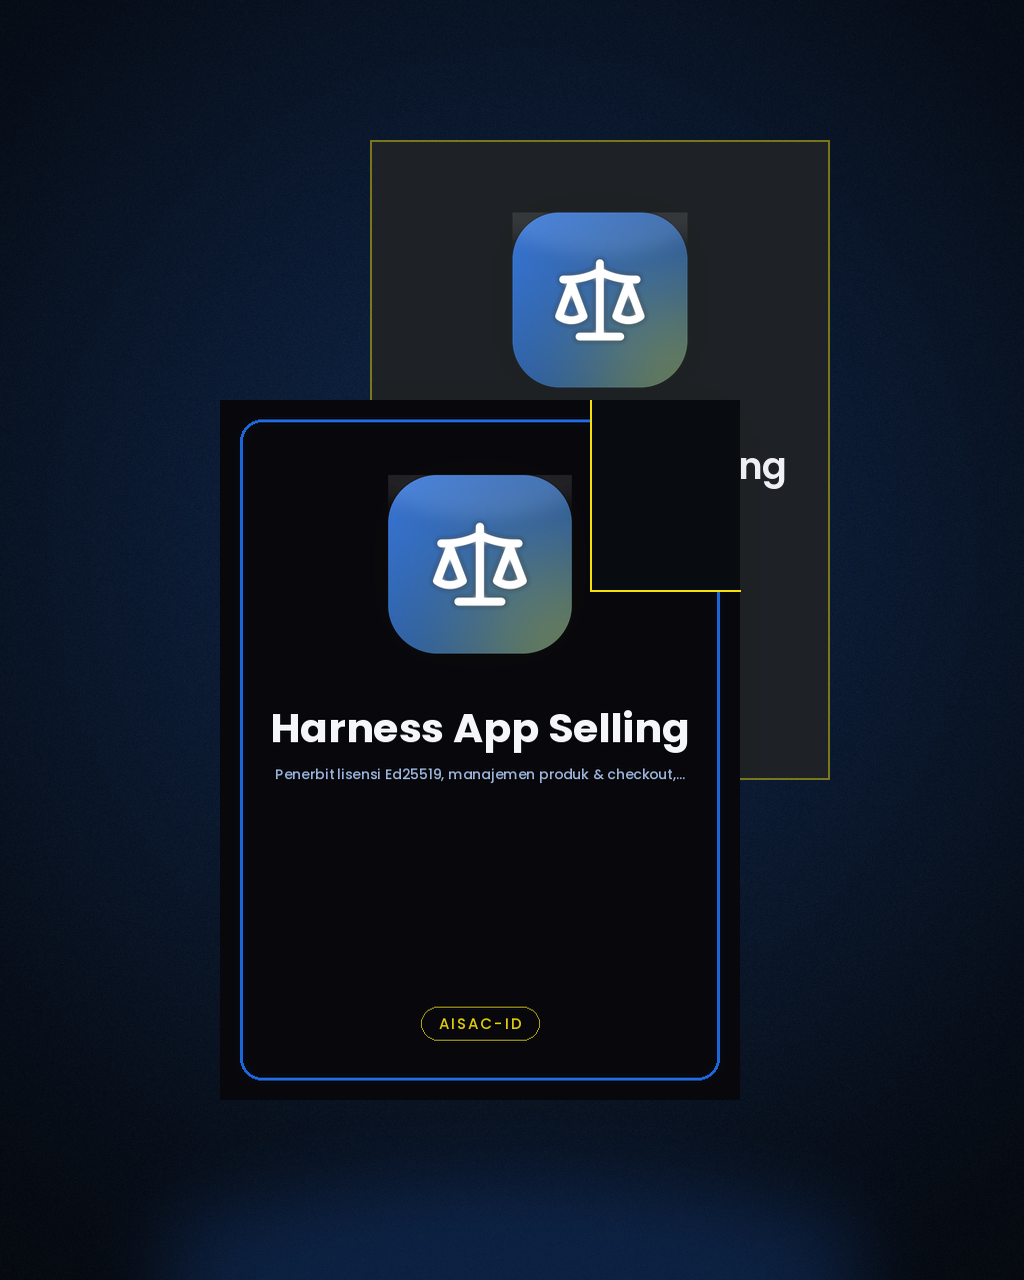 ng
Harness App Selling
Penerbit lisensi Ed25519, manajemen produk & checkout,...
AISAC-ID